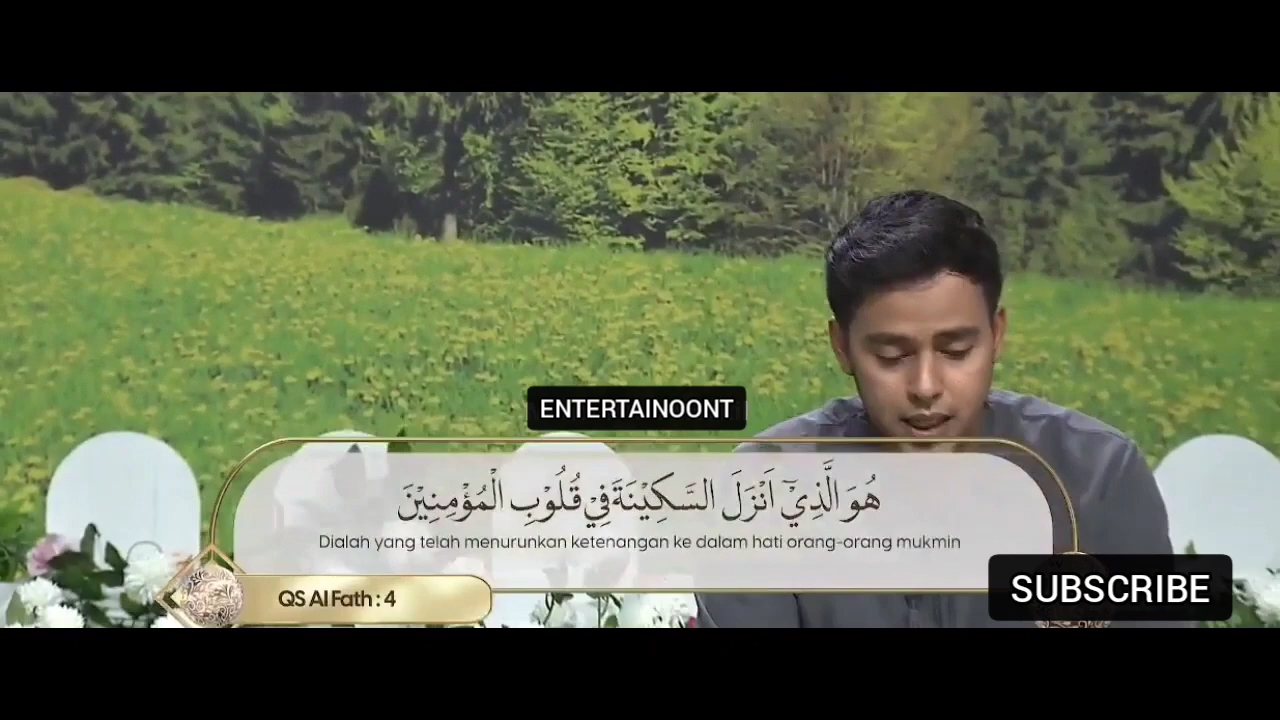 ENTERTAINOONT
هُوَ الَّذِيْٓ اَنْزَلَ السَّكِيْنَةَ فِيْ قُلُوْبِ الْمُؤْمِنِيْنَ
Dialah yang telah menurunkan ketenangan ke dalam hati orang-orang mukmin
QS Al Fath : 4
SUBSCRIBE